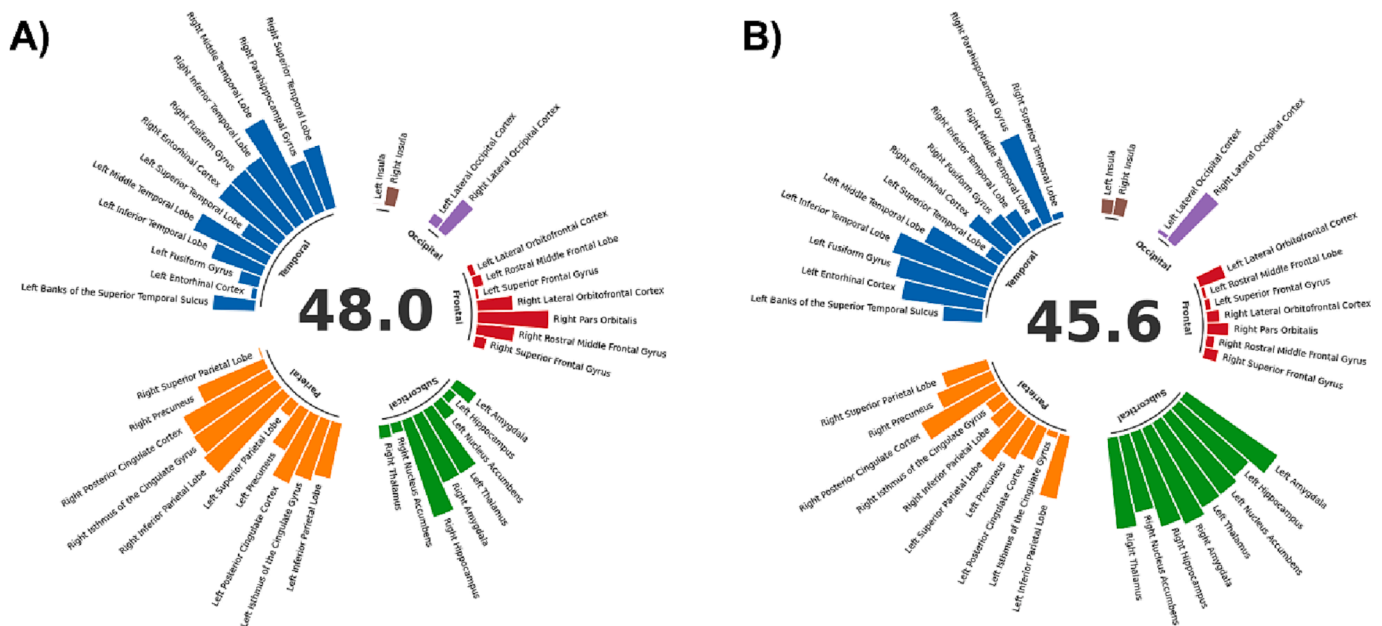 A)
Right Superior Temporal Lobe
Right Parahippocampal Gyrus
Right Middle Temporal Lobe
Right Inferior Temporal Lobe
Right Fusiform Gyrus
Right Entorhinal Cortex
Left Superior Temporal Lobe
Left Middle Temporal Lobe
Left Inferior Temporal Lobe
Left Fusiform Gyrus
Left Entorhinal Cortex
Left Banks of the Superior Temporal Sulcus
Temporal
Left Insula
Right Insula
Left Lateral Occipital Cortex
Right Lateral Occipital Cortex
Occipital
Left Lateral Orbitofrontal Cortex
Left Rostral Middle Frontal Lobe
Left Superior Frontal Gyrus
Right Lateral Orbitofrontal Cortex
Right Pars Orbitalis
Right Rostral Middle Frontal Gyrus
Right Superior Frontal Gyrus
Frontal
48.0
Parietal
Right Superior Parietal Lobe
Right Precuneus
Right Posterior Cingulate Cortex
Right Isthmus of the Cingulate Gyrus
Right Inferior Parietal Lobe
Left Superior Parietal Lobe
Left Precuneus
Left Posterior Cingulate Cortex
Left Isthmus of the Cingulate Gyrus
Left Inferior Parietal Lobe
Subcortical
Left Amygdala
Left Hippocampus
Left Nucleus Accumbens
Left Thalamus
Right Amygdala
Right Hippocampus
Right Nucleus Accumbens
Right Thalamus
B)
Right Superior Temporal Lobe
Right Parahippocampal Gyrus
Right Middle Temporal Lobe
Right Inferior Temporal Lobe
Right Fusiform Gyrus
Right Entorhinal Cortex
Left Superior Temporal Lobe
Left Middle Temporal Lobe
Left Inferior Temporal Lobe
Left Fusiform Gyrus
Left Entorhinal Cortex
Left Banks of the Superior Temporal Sulcus
Temporal
Left Insula
Right Insula
Left Lateral Occipital Cortex
Right Lateral Occipital Cortex
Occipital
Left Lateral Orbitofrontal Cortex
Left Rostral Middle Frontal Lobe
Left Superior Frontal Gyrus
Right Lateral Orbitofrontal Cortex
Right Pars Orbitalis
Right Rostral Middle Frontal Gyrus
Right Superior Frontal Gyrus
Frontal
45.6
Parietal
Right Superior Parietal Lobe
Right Precuneus
Right Posterior Cingulate Cortex
Right Isthmus of the Cingulate Gyrus
Right Inferior Parietal Lobe
Left Superior Parietal Lobe
Left Precuneus
Left Posterior Cingulate Cortex
Left Isthmus of the Cingulate Gyrus
Left Inferior Parietal Lobe
Subcortical
Left Amygdala
Left Hippocampus
Left Nucleus Accumbens
Left Thalamus
Right Amygdala
Right Hippocampus
Right Nucleus Accumbens
Right Thalamus